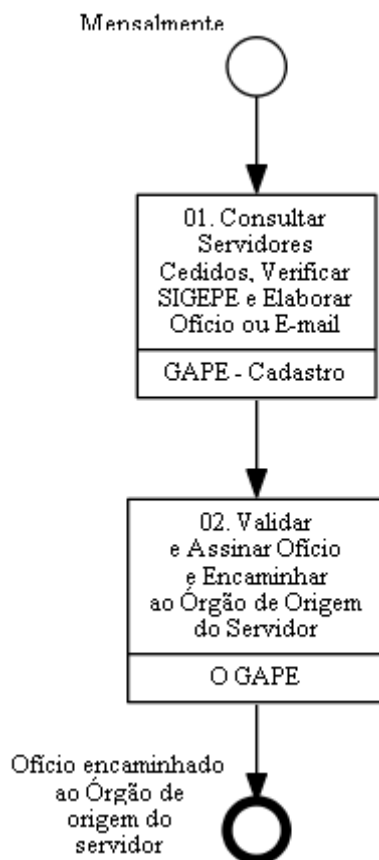 Mensalmente
01. Consultar
Servidores
Cedidos, Verificar
SIGEPE e Elaborar
Ofício ou E-mail
GAPE - Cadastro
02. Validar
e Assinar Ofício
e Encaminhar
ao Órgão de Origem
do Servidor
O GAPE
Ofício encaminhado
ao Órgão de
origem do
servidor